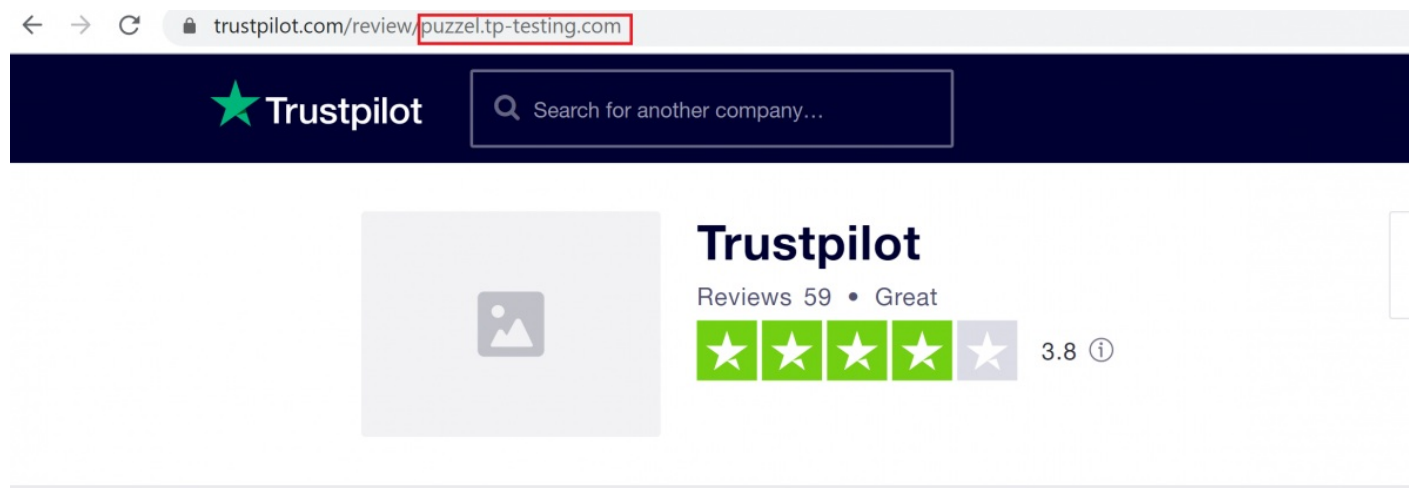 trustpilot.com/review/puzzel.tp-testing.com
Trustpilot
Search for another company...
Trustpilot
Reviews 59 • Great
3.8